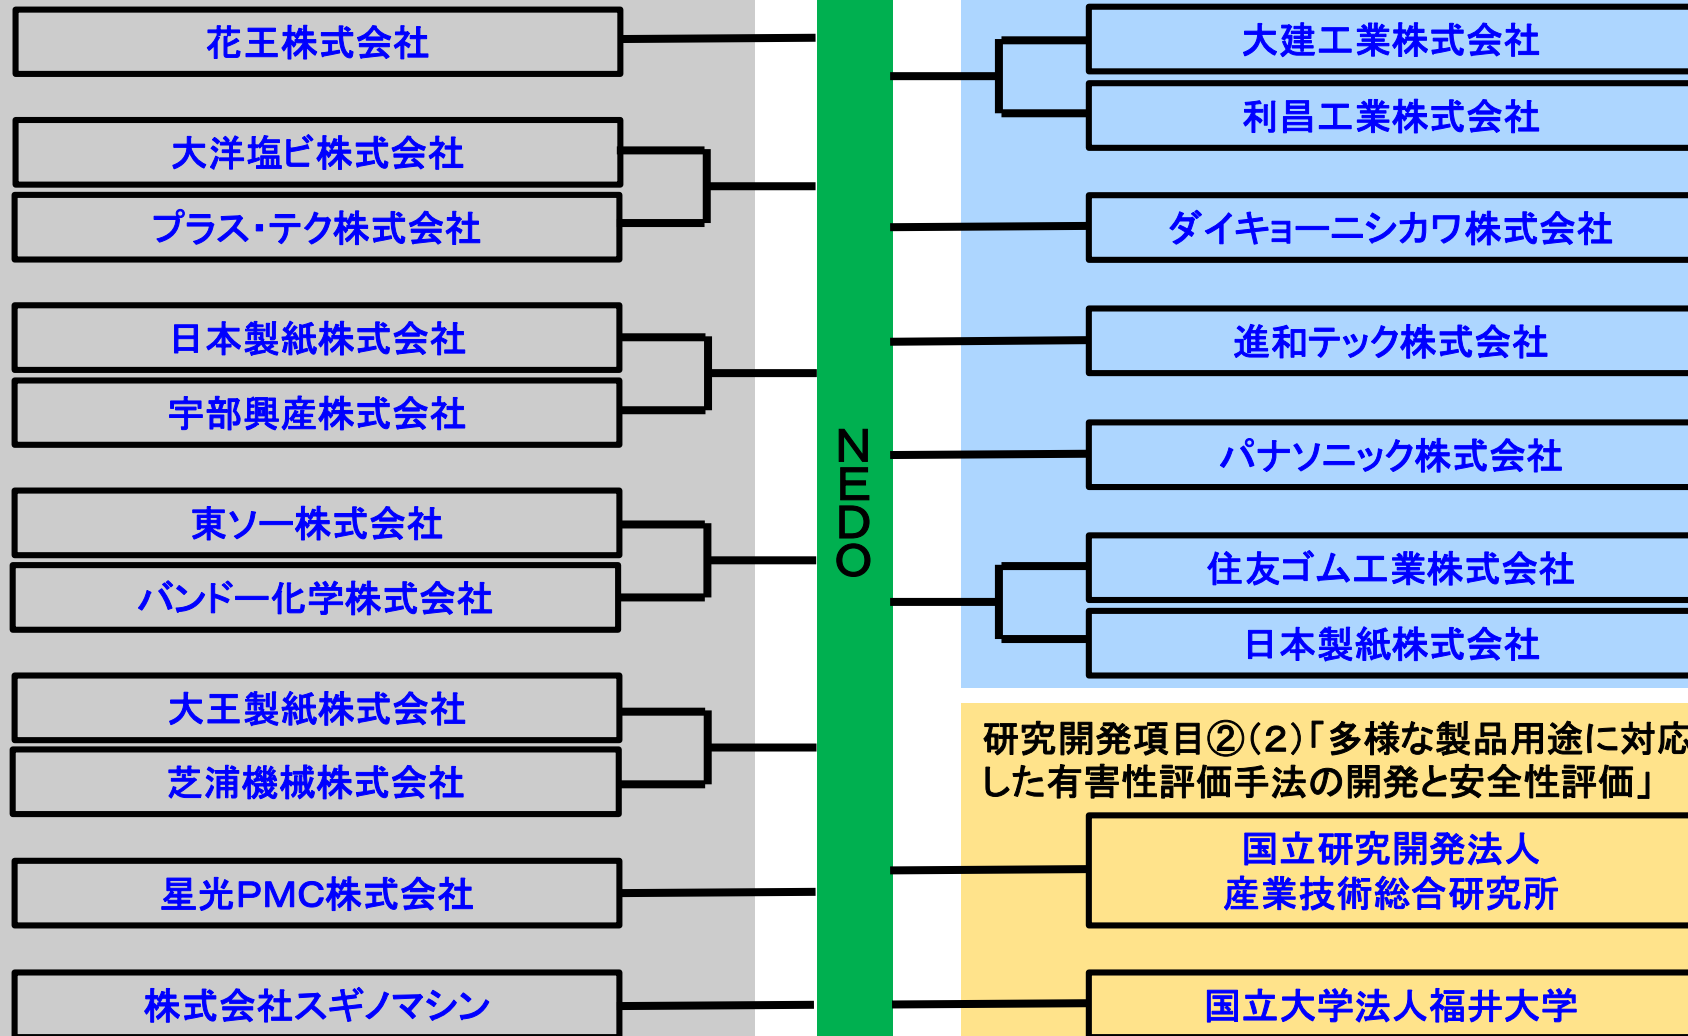 花王株式会社
大洋塩ビ株式会社
プラス・テク株式会社
日本製紙株式会社
宇部興産株式会社
東ソー株式会社
バンドー化学株式会社
大王製紙株式会社
芝浦機械株式会社
星光PMC株式会社
株式会社スギノマシン
NEDO
大建工業株式会社
利昌工業株式会社
ダイキョーニシカワ株式会社
進和テック株式会社
パナソニック株式会社
住友ゴム工業株式会社
日本製紙株式会社
研究開発項目②(2)「多様な製品用途に対応
した有害性評価手法の開発と安全性評価」
国立研究開発法人
産業技術総合研究所
国立大学法人福井大学